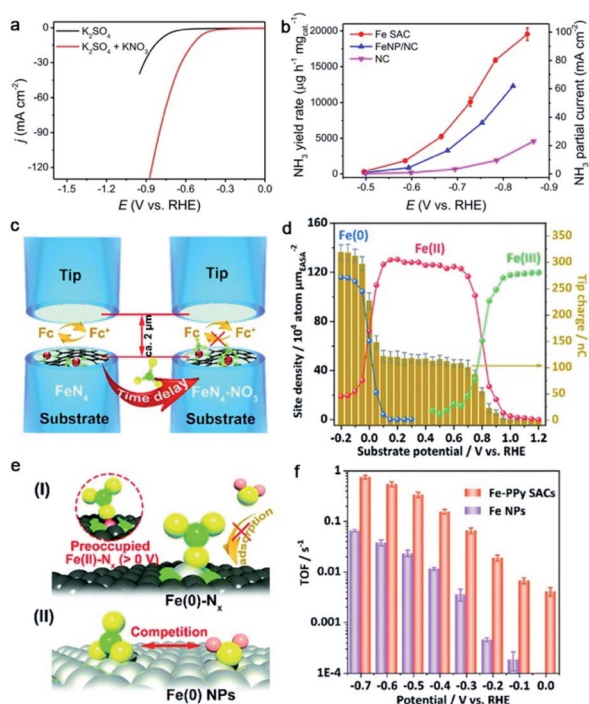 a
K₂SO₄
K₂SO₄ + KNO₃
j (mA cm⁻²)
0
-30
-60
-90
-120
-1.5 -1.2 -0.9 -0.6 -0.3 0.0
E (V vs. RHE)
b
Fe SAC
FeNP/NC
NC
NH₃ yield rate (μg h⁻¹ mg_cat.⁻¹)
20000
15000
10000
5000
0
NH₃ partial current (mA cm⁻²)
100
80
60
40
20
0
-0.5 -0.6 -0.7 -0.8 -0.9
E (V vs. RHE)
c
Tip Tip
Fc Fc⁺ Fc Fc⁺
ca. 2 μm
FeN₄ Time delay FeN₄-NO₃
Substrate Substrate
d
Fe(0) Fe(II) Fe(III)
Site density / 10⁴ atom μm_EASA⁻²
160
120
80
40
0
Tip charge / nC
350
300
250
200
150
100
50
0
-0.2 0.0 0.2 0.4 0.6 0.8 1.0 1.2
Substrate potential / V vs. RHE
e
(I)
Preoccupied
Fe(II)-Nₓ (> 0 V)
adsorption
Fe(0)-Nₓ
(II)
Competition
Fe(0) NPs
f
Fe-PPy SACs
Fe NPs
TOF / s⁻¹
1
0.1
0.01
0.001
1E-4
-0.7 -0.6 -0.5 -0.4 -0.3 -0.2 -0.1 0.0
Potential / V vs. RHE